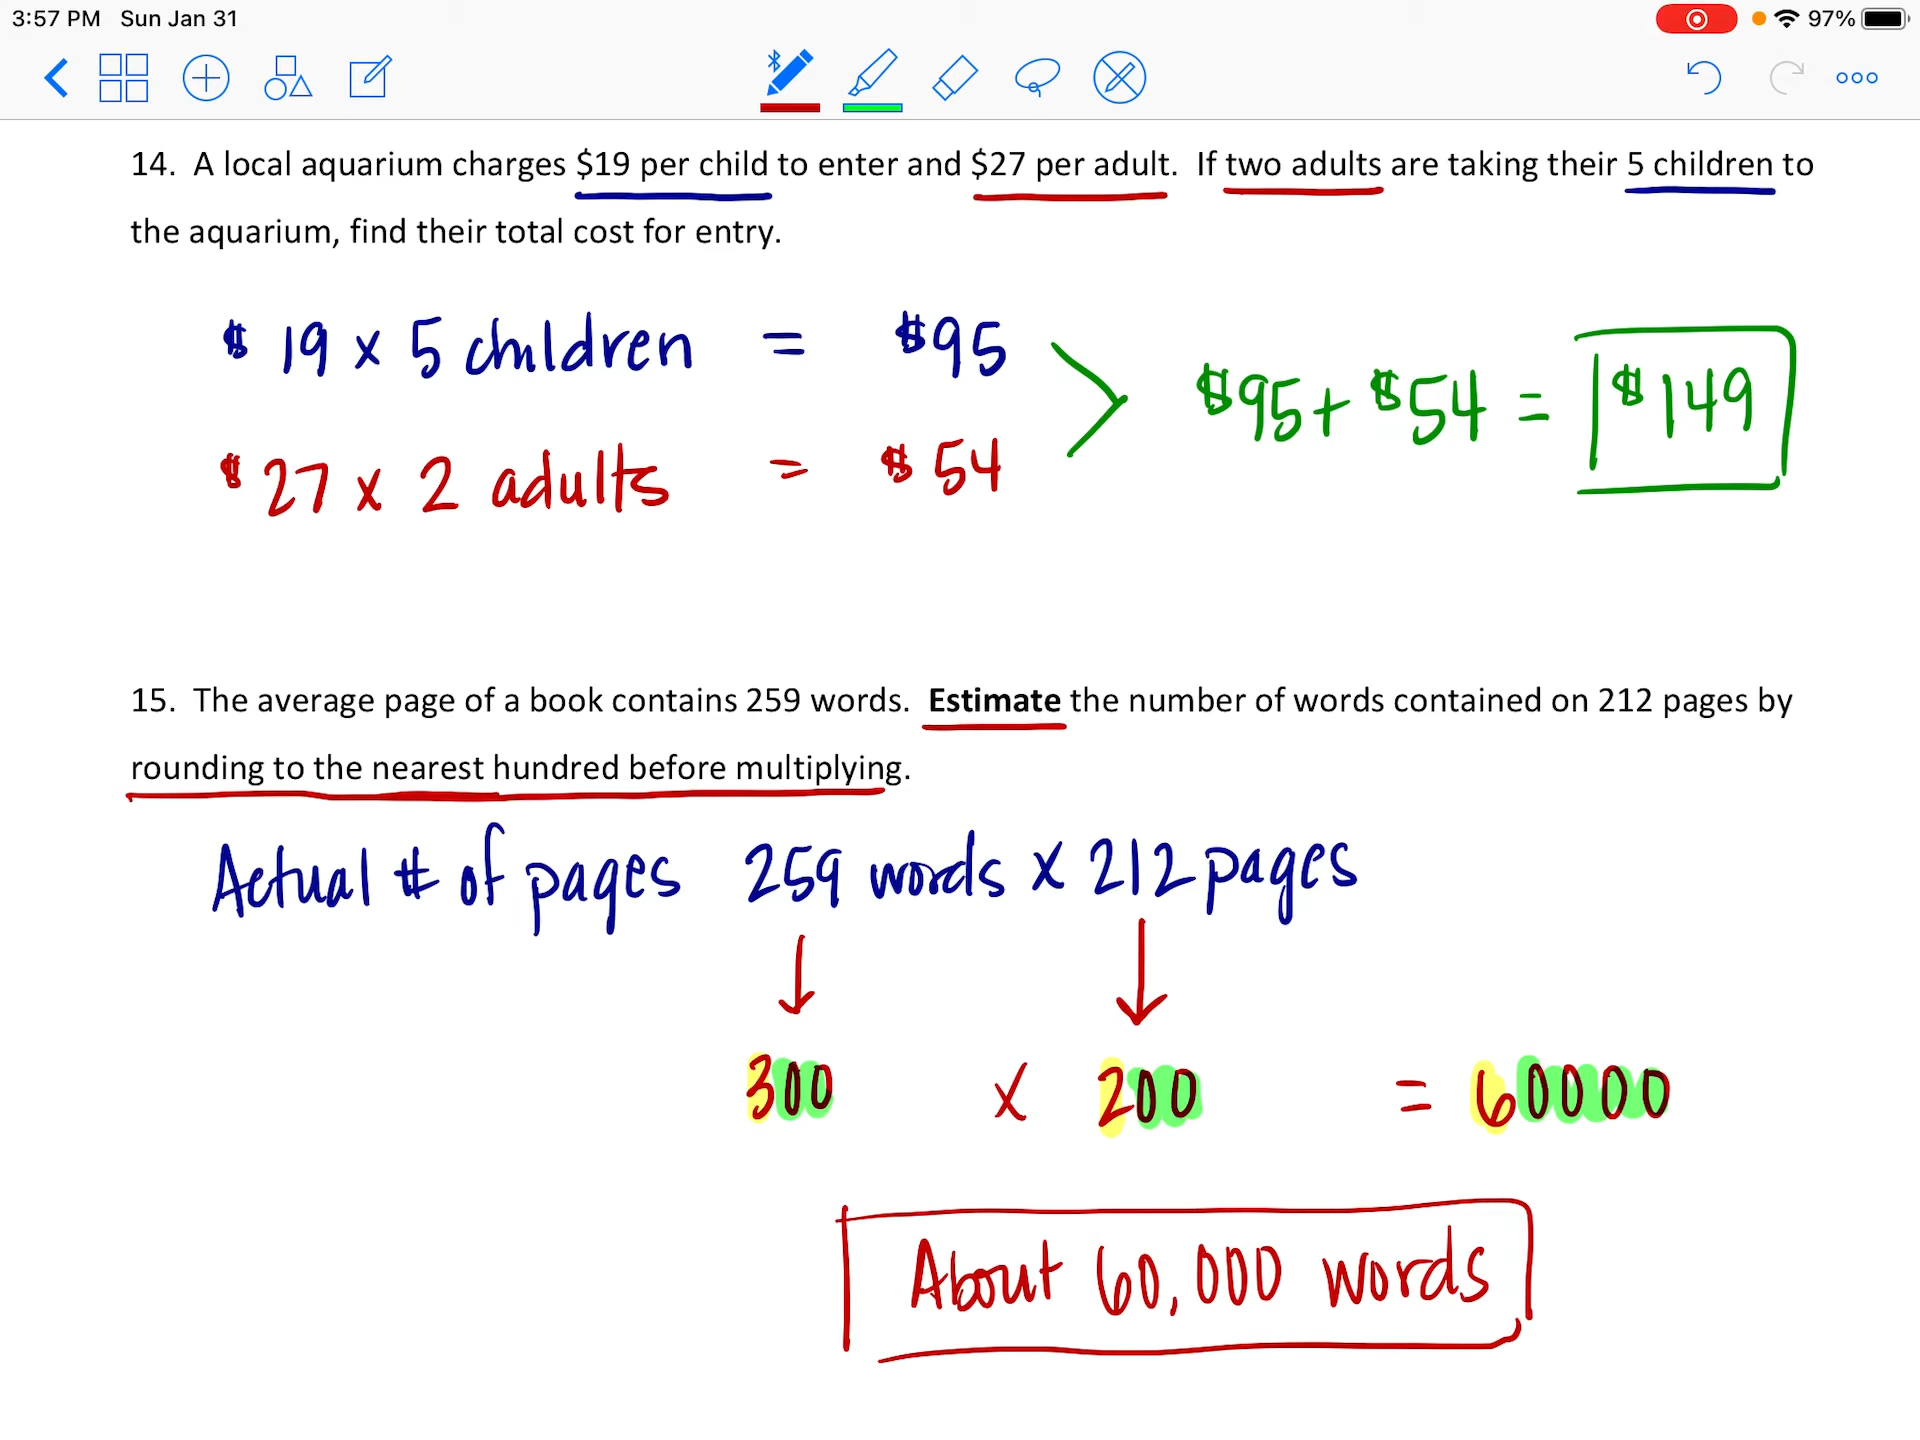 3:57 PM Sun Jan 31 97%
14. A local aquarium charges $19 per child to enter and $27 per adult. If two adults are taking their 5 children to
the aquarium, find their total cost for entry.
$ 19 x 5 children = $95
$95 + $54 = $149
$ 27 x 2 adults = $ 54
15. The average page of a book contains 259 words. Estimate the number of words contained on 212 pages by
rounding to the nearest hundred before multiplying.
Actual # of pages 259 words x 212 pages
300 x 200 = 60000
About 60,000 words